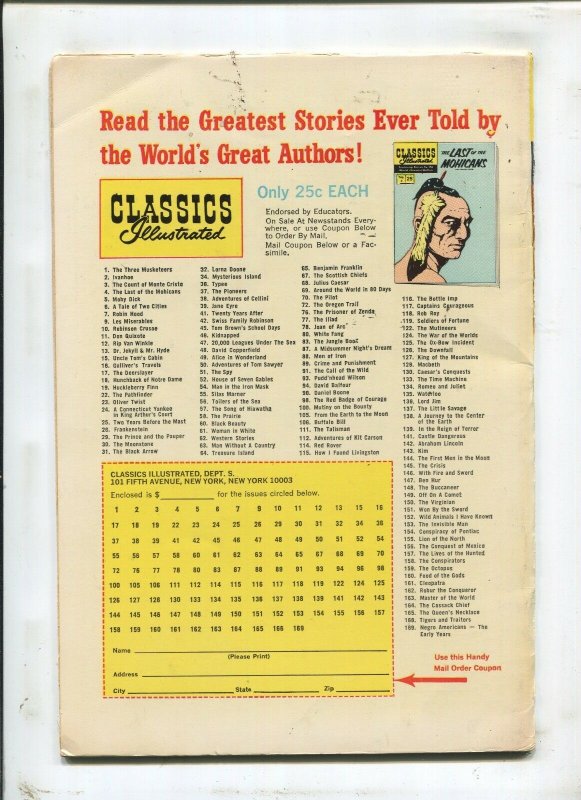 Read the Greatest Stories Ever Told by
the World's Great Authors!
CLASSICS
Illustrated
Only 25c EACH
Endorsed by Educators.
On Sale At Newsstands Every-
where, or use Coupon Below
to Order By Mail.
Mail Coupon Below or a Fac-
simile.
CLASSICS
Illustrated
25
THE LAST OF THE
MOHICANS
1. The Three Musketeers
2. Ivanhoe
3. The Count of Monte Cristo
4. The Last of the Mohicans
5. Moby Dick
6. A Tale of Two Cities
7. Robin Hood
9. Les Miserables
10. Robinson Crusoe
11. Don Quixote
12. Rip Van Winkle
13. Dr. Jekyll & Mr. Hyde
15. Uncle Tom's Cabin
16. Gulliver's Travels
17. The Deerslayer
18. Hunchback of Notre Dame
19. Huckleberry Finn
22. The Pathfinder
23. Oliver Twist
24. A Connecticut Yankee
in King Arthur's Court
25. Two Years Before the Mast
26. Frankenstein
29. The Prince and the Pauper
30. The Moonstone
31. The Black Arrow
32. Lorna Doone
34. Mysterious Island
36. Typee
37. The Pioneers
38. Adventures of Cellini
39. Jane Eyre
41. Twenty Years After
42. Swiss Family Robinson
45. Tom Brown's School Days
46. Kidnapped
47. 20,000 Leagues Under the Sea
48. David Copperfield
49. Alice in Wonderland
50. Adventures of Tom Sawyer
51. The Spy
52. House of Seven Gables
54. Man in the Iron Mask
55. Silas Marner
56. Toilers of the Sea
57. The Song of Hiawatha
58. The Prairie
60. Black Beauty
61. Woman in White
62. Western Stories
63. Man Without A Country
64. Treasure Island
65. Benjamin Franklin
67. The Scottish Chiefs
68. Julius Caesar
69. Around the World in 80 Days
70. The Pilot
72. The Oregon Trail
76. The Prisoner of Zenda
77. The Iliad
78. Joan of Arc
80. White Fang
83. The Jungle Book
87. A Midsummer Night's Dream
88. Men of Iron
89. Crime and Punishment
91. The Call of the Wild
93. Pudd'nhead Wilson
94. David Balfour
96. Daniel Boone
98. The Red Badge of Courage
100. Mutiny on the Bounty
105. From the Earth to the Moon
106. Buffalo Bill
111. The Talisman
112. Adventures of Kit Carson
114. Red Rover
115. How I Found Livingston
116. The Bottle Imp
117. Captains Courageous
118. Rob Roy
119. Soldiers of Fortune
122. The Mutineers
124. The War of the Worlds
125. The Ox-Bow Incident
126. The Downfall
127. King of the Mountains
128. Macbeth
130. Caesar's Conquests
133. The Time Machine
134. Romeo and Juliet
135. Waterloo
136. Lord Jim
137. The Little Savage
138. A Journey to the Center
of the Earth
139. In the Reign of Terror
141. Castle Dangerous
142. Abraham Lincoln
143. Kim
144. The First Men in the Moon
145. The Crisis
146. With Fire and Sword
147. Ben Hur
148. The Buccaneer
149. Off On A Comet
150. The Virginian
151. Won By the Sword
152. Wild Animals I Have Known
153. The Invisible Man
154. Conspiracy of Pontiac
155. Lion of the North
156. The Conquest of Mexico
157. The Lives of the Hunted
158. The Conspirators
159. The Octopus
160. Food of the Gods
161. Cleopatra
162. Robur the Conqueror
163. Master of the World
164. The Cossack Chief
165. The Queen's Necklace
168. Tigers and Traitors
169. Negro Americans — The
Early Years
CLASSICS ILLUSTRATED, DEPT. S.
101 FIFTH AVENUE, NEW YORK, NEW YORK 10003
Enclosed is $ for the issues circled below.
1 2 3 4 5 6 7 9 10 11 12 13 15 16
17 18 19 22 23 24 25 26 29 30 31 32 34 36
37 38 39 41 42 45 46 47 48 49 50 51 52 54
55 56 57 58 60 61 62 63 64 65 67 68 69 70
72 76 77 78 80 83 87 88 89 91 93 94 96 98
100 105 106 111 112 114 115 116 117 118 119 122 124 125
126 127 128 130 133 134 135 136 137 138 139 141 142 143
144 145 146 147 148 149 150 151 152 153 154 155 156 157
158 159 160 161 162 163 164 165 166 169
Name
(Please Print)
Address
City State Zip
Use this Handy
Mail Order Coupon